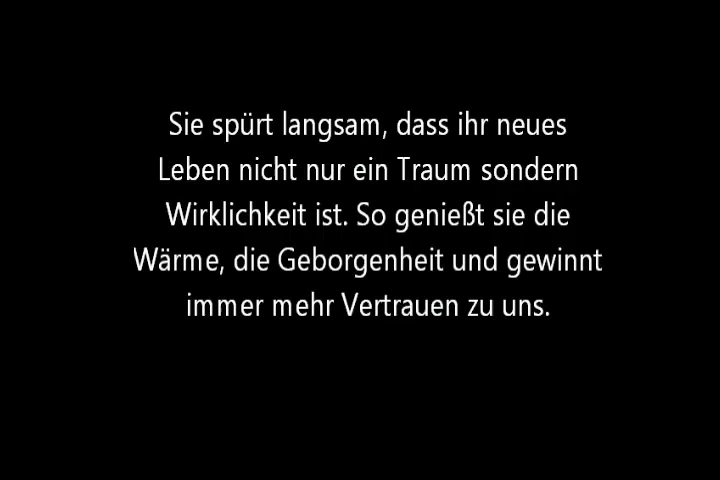 Sie spürt langsam, dass ihr neues
Leben nicht nur ein Traum sondern
Wirklichkeit ist. So genießt sie die
Wärme, die Geborgenheit und gewinnt
immer mehr Vertrauen zu uns.